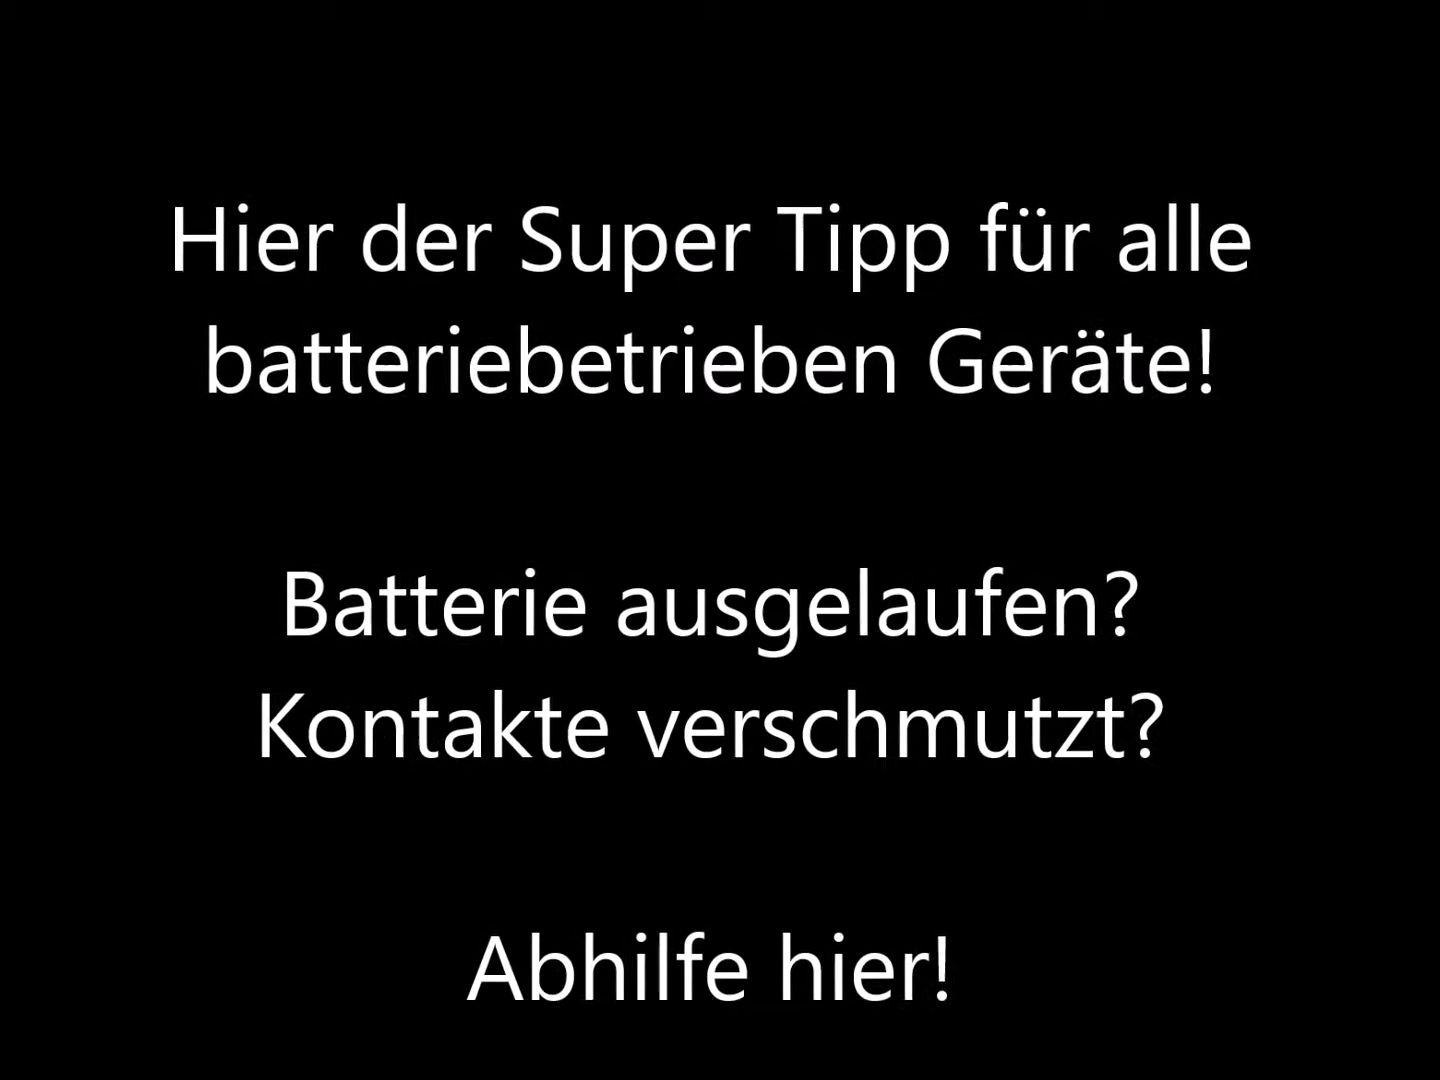 Hier der Super Tipp für alle
batteriebetrieben Geräte!
Batterie ausgelaufen?
Kontakte verschmutzt?
Abhilfe hier!